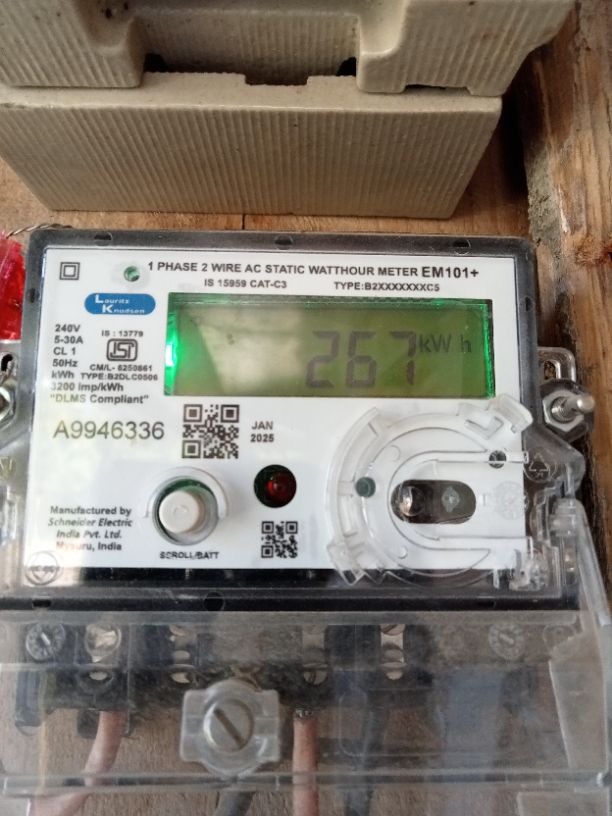 1 PHASE 2 WIRE AC STATIC WATTHOUR METER EM101+
IS 15959 CAT-C3 TYPE:B2XXXXXXXC5
Lauritz
Knudsen
240V
5-30A
CL 1
50Hz
kWh
3200 imp/kWh
"DLMS Compliant"
IS : 13779
ISI
CM/L- 6250861
TYPE:B2DLC0506
267 kWh
A9946336
JAN
2025
Manufactured by
Schneider Electric
India Pvt. Ltd.
Mysuru, India
SCROLL/BATT